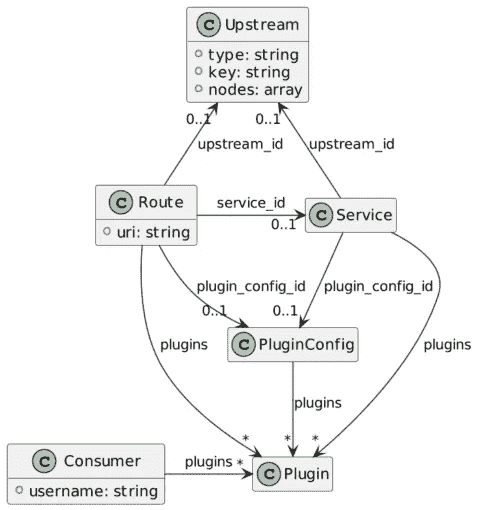 C Upstream
type: string
key: string
nodes: array
0..1 0..1
upstream_id upstream_id
C Route
uri: string
service_id
0..1
C Service
plugin_config_id plugin_config_id
0..1 0..1
C PluginConfig
plugins plugins
plugins
* * *
C Consumer
username: string
plugins *
C Plugin